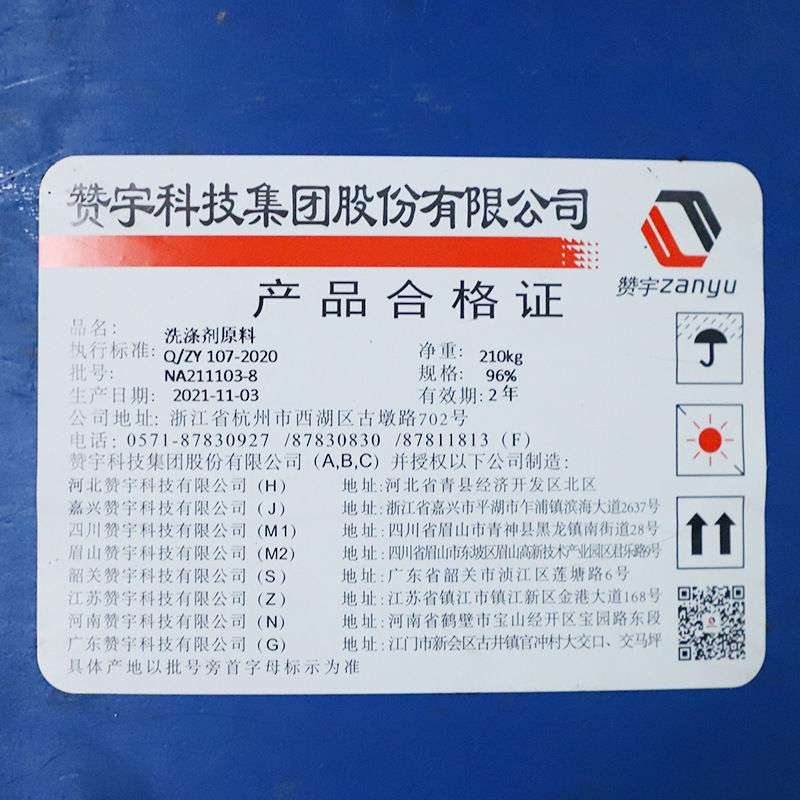 赞宇科技集团股份有限公司
赞宇zanyu
产品合格证
品名: 洗涤剂原料
执行标准: Q/ZY 107-2020 净重: 210kg
批号: NA211103-8 规格: 96%
生产日期: 2021-11-03 有效期: 2年
公司地址: 浙江省杭州市西湖区古墩路702号
电话: 0571-87830927 /87830830 /87811813 (F)
赞宇科技集团股份有限公司 (A,B,C) 并授权以下公司制造:
河北赞宇科技有限公司 (H) 地址: 河北省青县经济开发区北区
嘉兴赞宇科技有限公司 (J) 地址: 浙江省嘉兴市平湖市乍浦镇滨海大道2637号
四川赞宇科技有限公司 (M1) 地址: 四川省眉山市青神县黑龙镇南街道28号
眉山赞宇科技有限公司 (M2) 地址: 四川省眉山市东坡区眉山高新技术产业园区君乐路9号
韶关赞宇科技有限公司 (S) 地址: 广东省韶关市浈江区莲塘路6号
江苏赞宇科技有限公司 (Z) 地址: 江苏省镇江市镇江新区金港大道168号
河南赞宇科技有限公司 (N) 地址: 河南省鹤壁市宝山经开区宝园路东段
广东赞宇科技有限公司 (G) 地址: 江门市新会区古井镇官冲村大交口、交马坪
具体产地以批号旁首字母标示为准